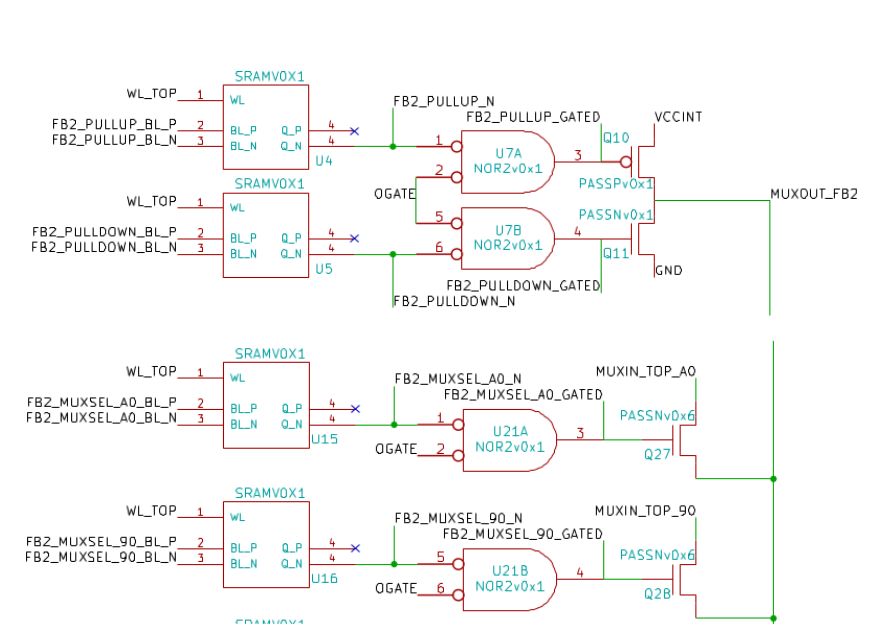 SRAMV0X1
WL_TOP 1 WL
FB2_PULLUP_BL_P 2 BL_P Q_P 4
FB2_PULLUP_BL_N 3 BL_N Q_N 4
U4
FB2_PULLUP_N
FB2_PULLUP_GATED
1
2
U7A
NOR2v0x1
3
Q10
VCCINT
PASSPv0x1
OGATE
SRAMV0X1
WL_TOP 1 WL
FB2_PULLDOWN_BL_P 2 BL_P Q_P 4
FB2_PULLDOWN_BL_N 3 BL_N Q_N 4
U5
5
6
U7B
NOR2v0x1
4
PASSNv0x1
Q11
MUXOUT_FB2
GND
FB2_PULLDOWN_GATED
FB2_PULLDOWN_N
SRAMV0X1
WL_TOP 1 WL
FB2_MUXSEL_A0_BL_P 2 BL_P Q_P 4
FB2_MUXSEL_A0_BL_N 3 BL_N Q_N 4
U15
FB2_MUXSEL_A0_N
FB2_MUXSEL_A0_GATED
1
OGATE 2
U21A
NOR2v0x1
3
MUXIN_TOP_A0
PASSNv0x6
Q27
SRAMV0X1
WL_TOP 1 WL
FB2_MUXSEL_90_BL_P 2 BL_P Q_P 4
FB2_MUXSEL_90_BL_N 3 BL_N Q_N 4
U16
FB2_MUXSEL_90_N
FB2_MUXSEL_90_GATED
5
OGATE 6
U21B
NOR2v0x1
4
MUXIN_TOP_90
PASSNv0x6
Q28
SRAMV0X1